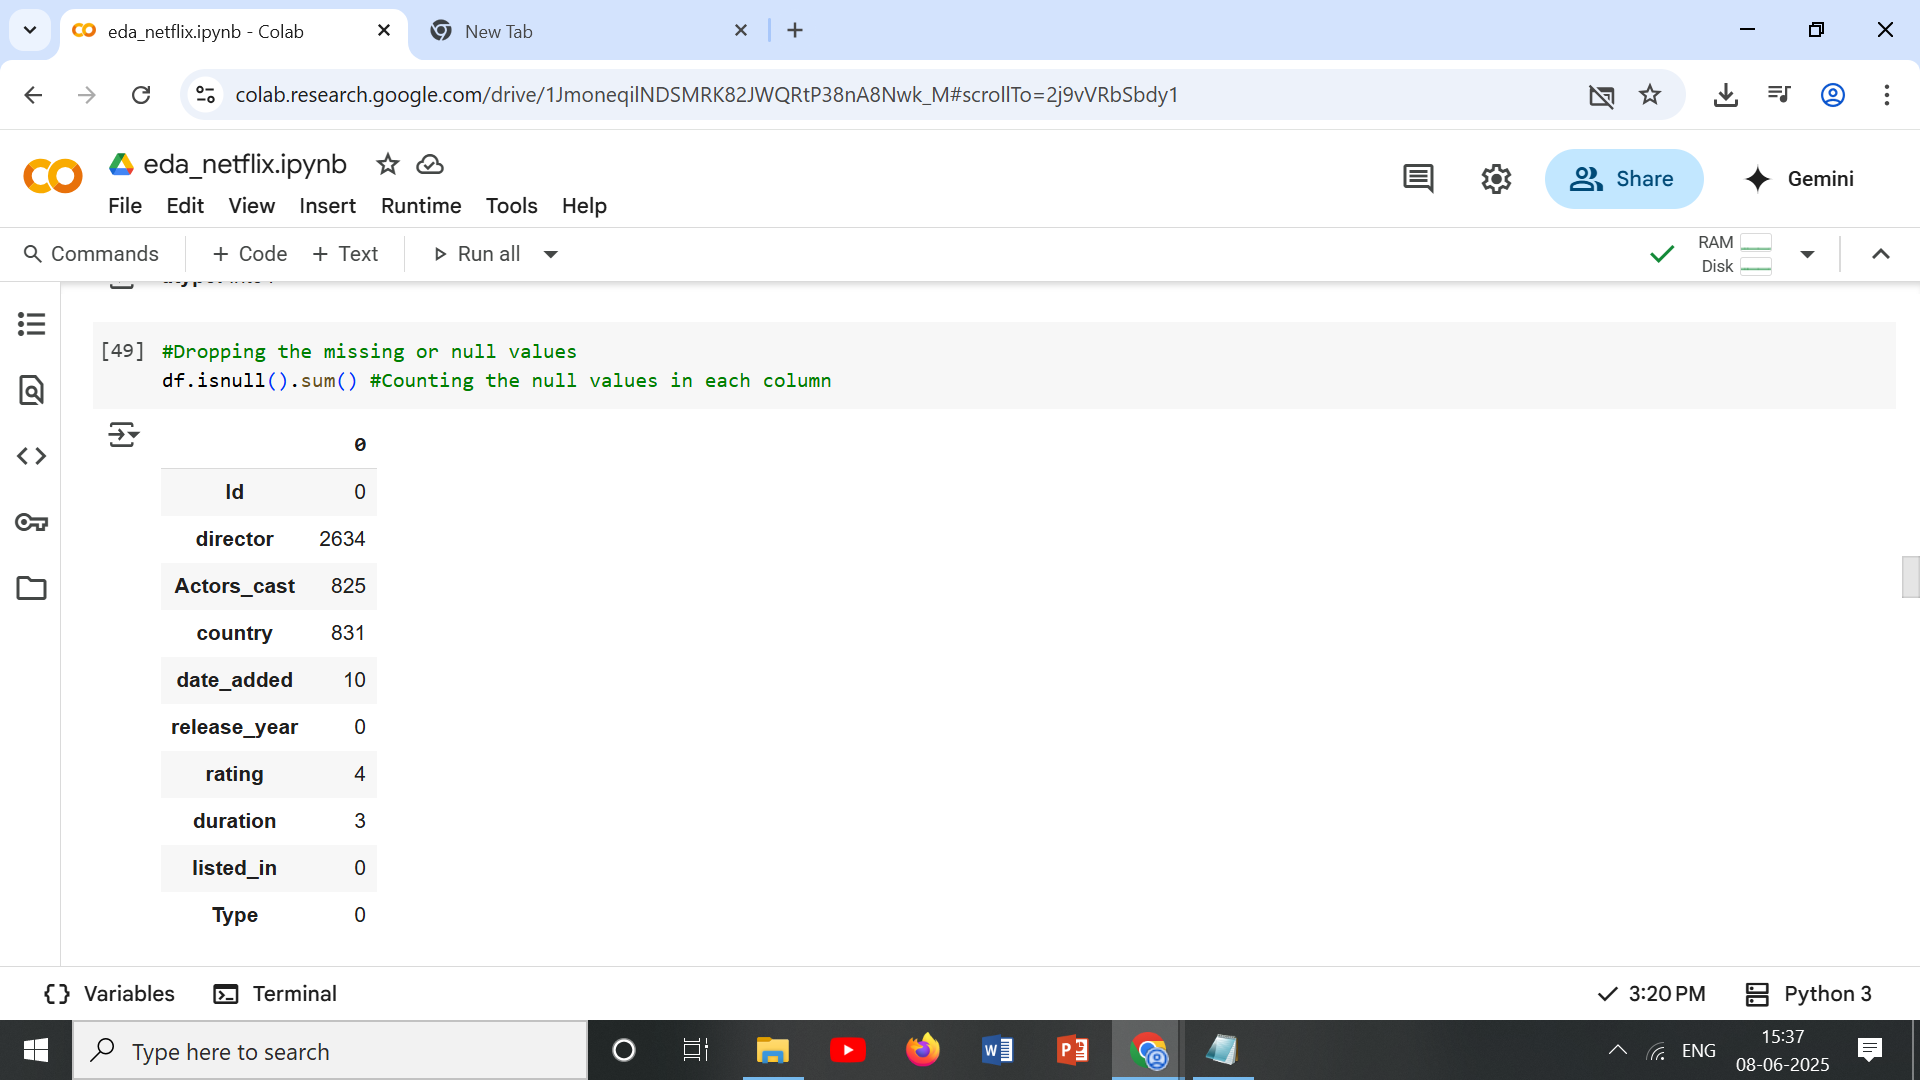 eda_netflix.ipynb - Colab
New Tab
colab.research.google.com/drive/1JmoneqilNDSMRK82JWQRtP38nA8Nwk_M#scrollTo=2j9vVRbSbdy1
eda_netflix.ipynb
File Edit View Insert Runtime Tools Help
Share
Gemini
Commands + Code + Text Run all
RAM
Disk
[49] #Dropping the missing or null values
df.isnull().sum() #Counting the null values in each column
0
Id 0
director 2634
Actors_cast 825
country 831
date_added 10
release_year 0
rating 4
duration 3
listed_in 0
Type 0
Variables Terminal
3:20 PM Python 3
Type here to search
ENG
15:37
08-06-2025